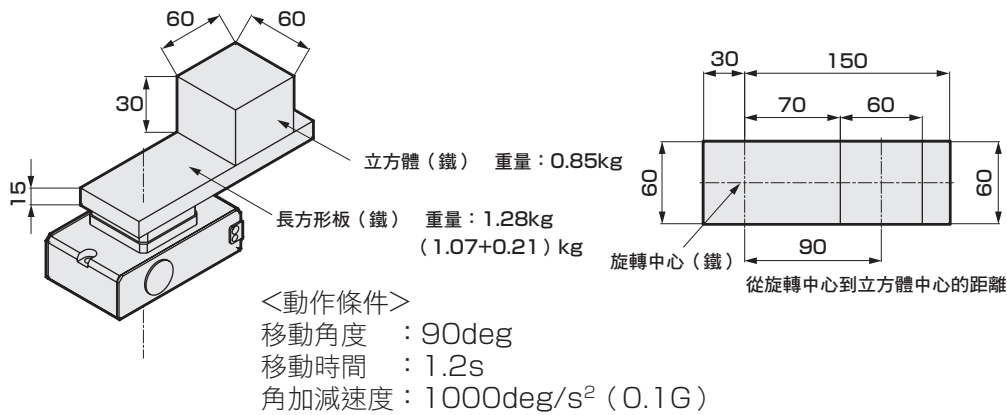 60
60
30
15
立方體（鐵） 重量：0.85kg
長方形板（鐵） 重量：1.28kg
（1.07+0.21）kg
30
150
70
60
60
60
旋轉中心（鐵）
90
從旋轉中心到立方體中心的距離
<動作條件>
移動角度 ：90deg
移動時間 ：1.2s
角加減速度：1000deg/s²（0.1G）